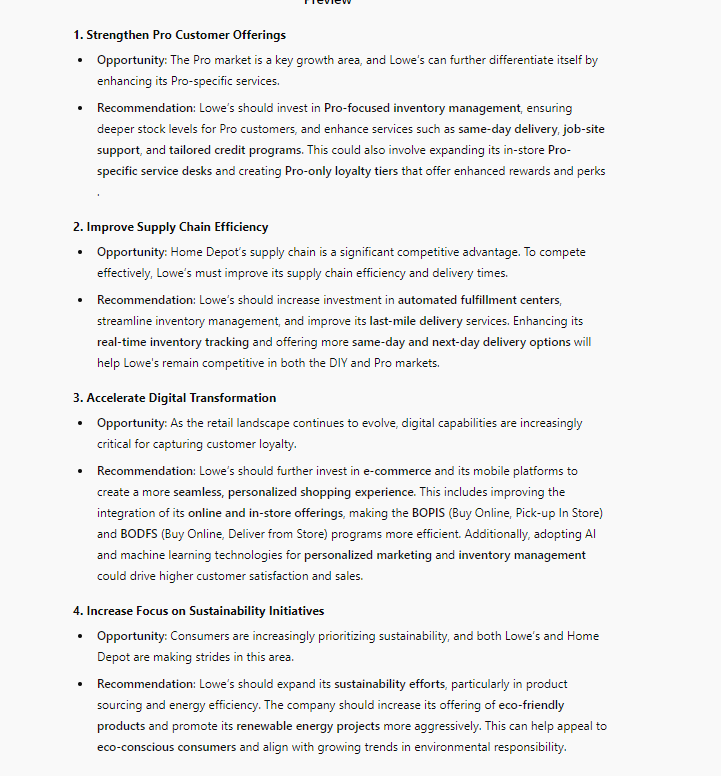 Preview
1. Strengthen Pro Customer Offerings
• Opportunity: The Pro market is a key growth area, and Lowe's can further differentiate itself by
enhancing its Pro-specific services.
• Recommendation: Lowe's should invest in Pro-focused inventory management, ensuring
deeper stock levels for Pro customers, and enhance services such as same-day delivery, job-site
support, and tailored credit programs. This could also involve expanding its in-store Pro-
specific service desks and creating Pro-only loyalty tiers that offer enhanced rewards and perks
.
2. Improve Supply Chain Efficiency
• Opportunity: Home Depot's supply chain is a significant competitive advantage. To compete
effectively, Lowe's must improve its supply chain efficiency and delivery times.
• Recommendation: Lowe's should increase investment in automated fulfillment centers,
streamline inventory management, and improve its last-mile delivery services. Enhancing its
real-time inventory tracking and offering more same-day and next-day delivery options will
help Lowe's remain competitive in both the DIY and Pro markets.
3. Accelerate Digital Transformation
• Opportunity: As the retail landscape continues to evolve, digital capabilities are increasingly
critical for capturing customer loyalty.
• Recommendation: Lowe's should further invest in e-commerce and its mobile platforms to
create a more seamless, personalized shopping experience. This includes improving the
integration of its online and in-store offerings, making the BOPIS (Buy Online, Pick-up In Store)
and BODFS (Buy Online, Deliver from Store) programs more efficient. Additionally, adopting AI
and machine learning technologies for personalized marketing and inventory management
could drive higher customer satisfaction and sales.
4. Increase Focus on Sustainability Initiatives
• Opportunity: Consumers are increasingly prioritizing sustainability, and both Lowe's and Home
Depot are making strides in this area.
• Recommendation: Lowe's should expand its sustainability efforts, particularly in product
sourcing and energy efficiency. The company should increase its offering of eco-friendly
products and promote its renewable energy projects more aggressively. This can help appeal to
eco-conscious consumers and align with growing trends in environmental responsibility.